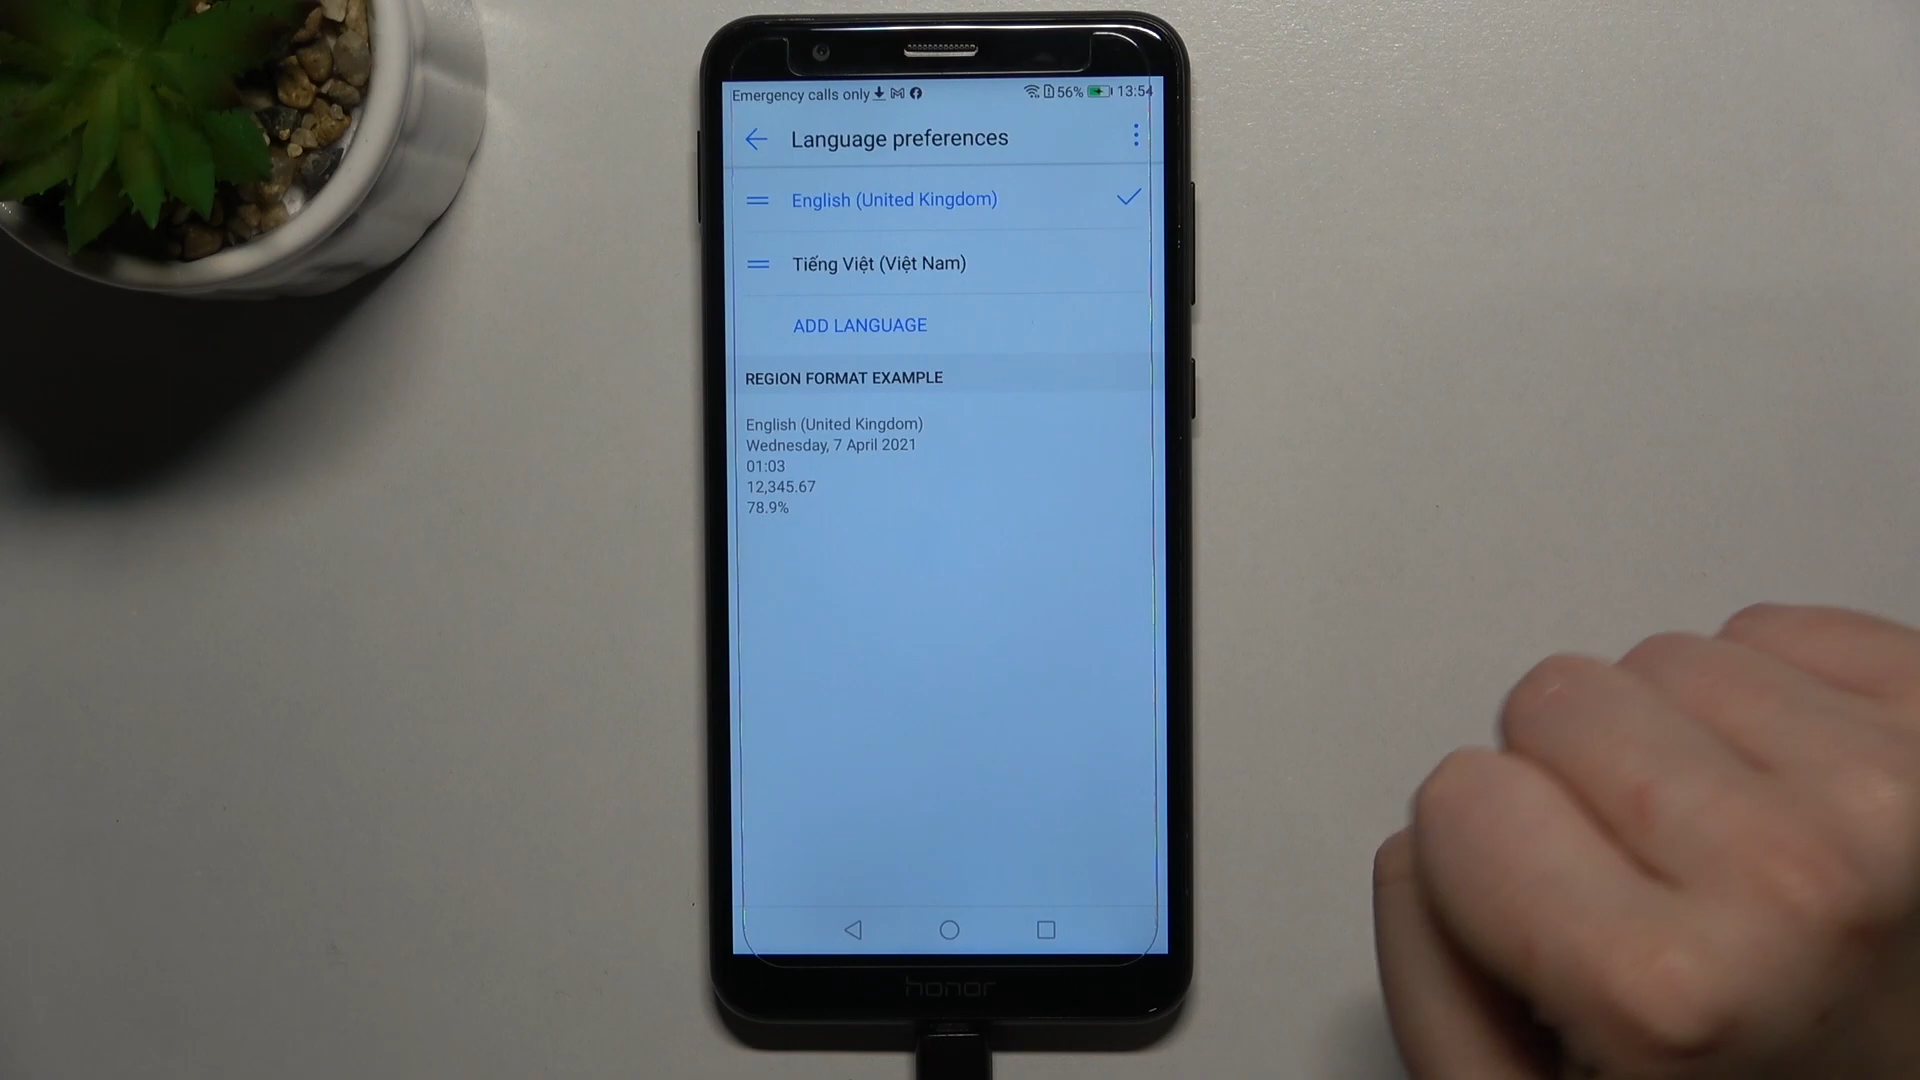 Emergency calls only 56% 13:54
Language preferences
English (United Kingdom)
Tiếng Việt (Việt Nam)
ADD LANGUAGE
REGION FORMAT EXAMPLE
English (United Kingdom)
Wednesday, 7 April 2021
01:03
12,345.67
78.9%
honor